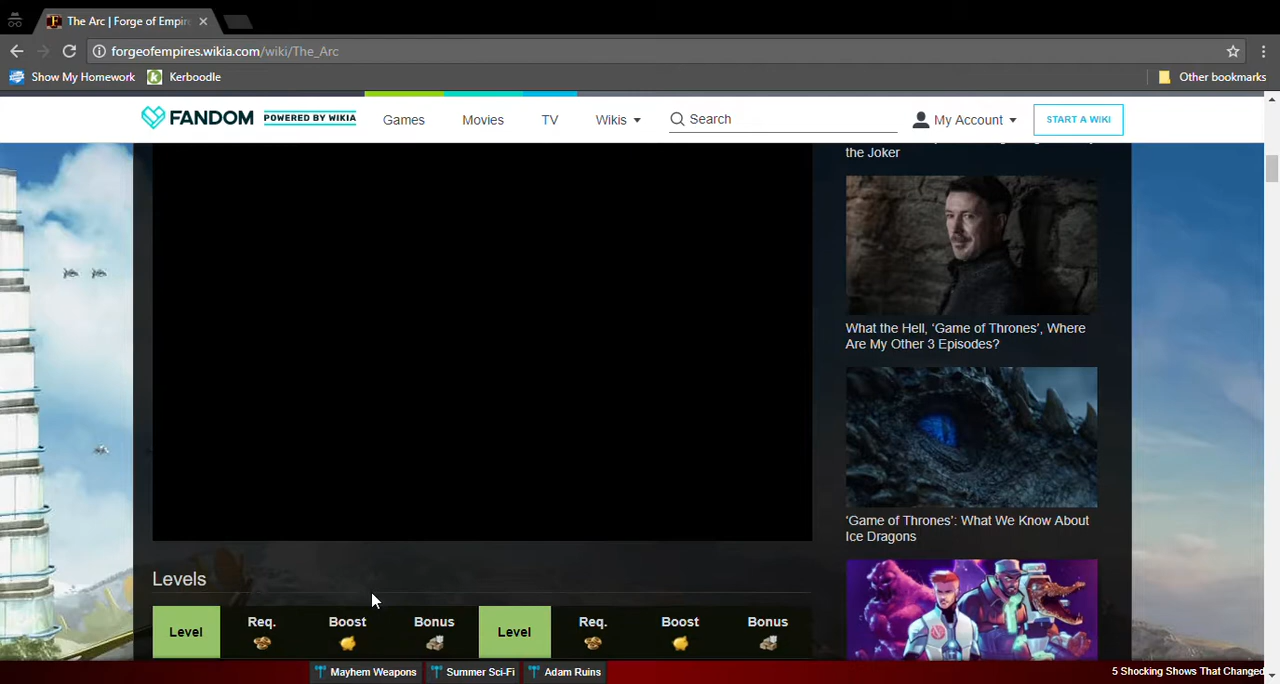 The Arc | Forge of Empir
forgeofempires.wikia.com/wiki/The_Arc
Show My Homework
Kerboodle
Other bookmarks
FANDOM POWERED BY WIKIA
Games
Movies
TV
Wikis
Search
My Account
START A WIKI
the Joker
What the Hell, 'Game of Thrones', Where
Are My Other 3 Episodes?
'Game of Thrones': What We Know About
Ice Dragons
Levels
Level Req. Boost Bonus Level Req. Boost Bonus
Mayhem Weapons
Summer Sci-Fi
Adam Ruins
5 Shocking Shows That Changed